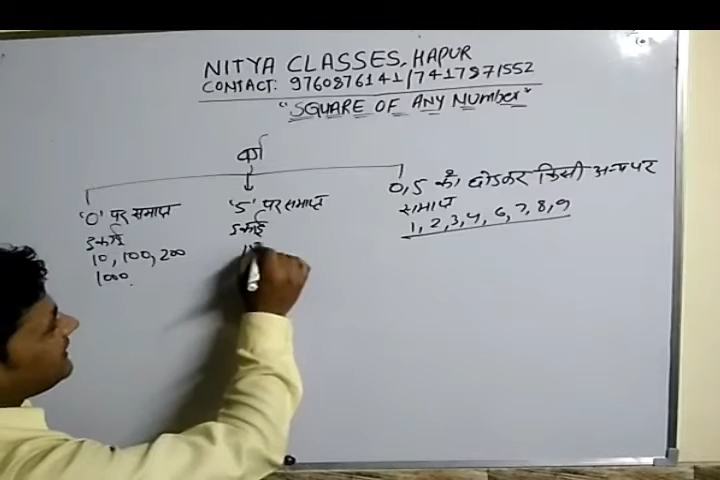 NITYA CLASSES, HAPUR
CONTACT: 9760876141/7417971552
"SQUARE OF ANY NUMBER"
वर्ग
'0' पर समाप्त
इकाई
10, 100, 200
1000.
'5' पर समाप्त
इकाई
0,5 को छोडकर किसी अन्य पर
समाप्त
1, 2, 3, 4, 6, 7, 8, 9